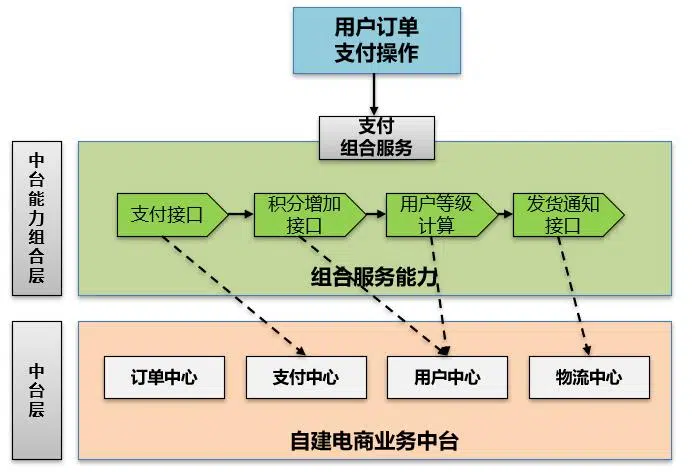 用户订单
支付操作
支付
组合服务
中台能力组合层
支付接口
积分增加
接口
用户等级
计算
发货通知
接口
组合服务能力
中台层
订单中心
支付中心
用户中心
物流中心
自建电商业务中台